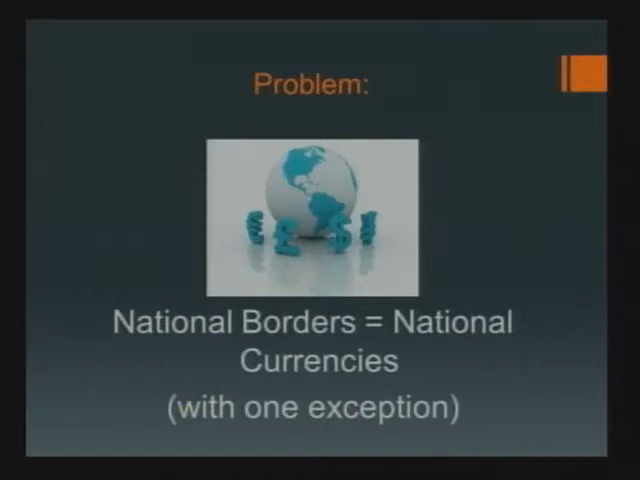 Problem:
€ £ $ ¥
National Borders = National
Currencies
(with one exception)